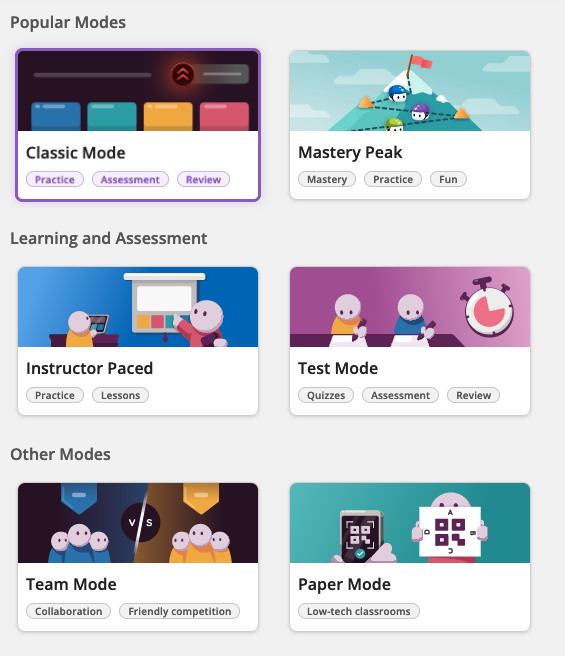 Popular Modes
Classic Mode
Practice Assessment Review
Mastery Peak
Mastery Practice Fun
Learning and Assessment
Instructor Paced
Practice Lessons
Test Mode
Quizzes Assessment Review
Other Modes
V S
Team Mode
Collaboration Friendly competition
A
D
B
C
Paper Mode
Low-tech classrooms